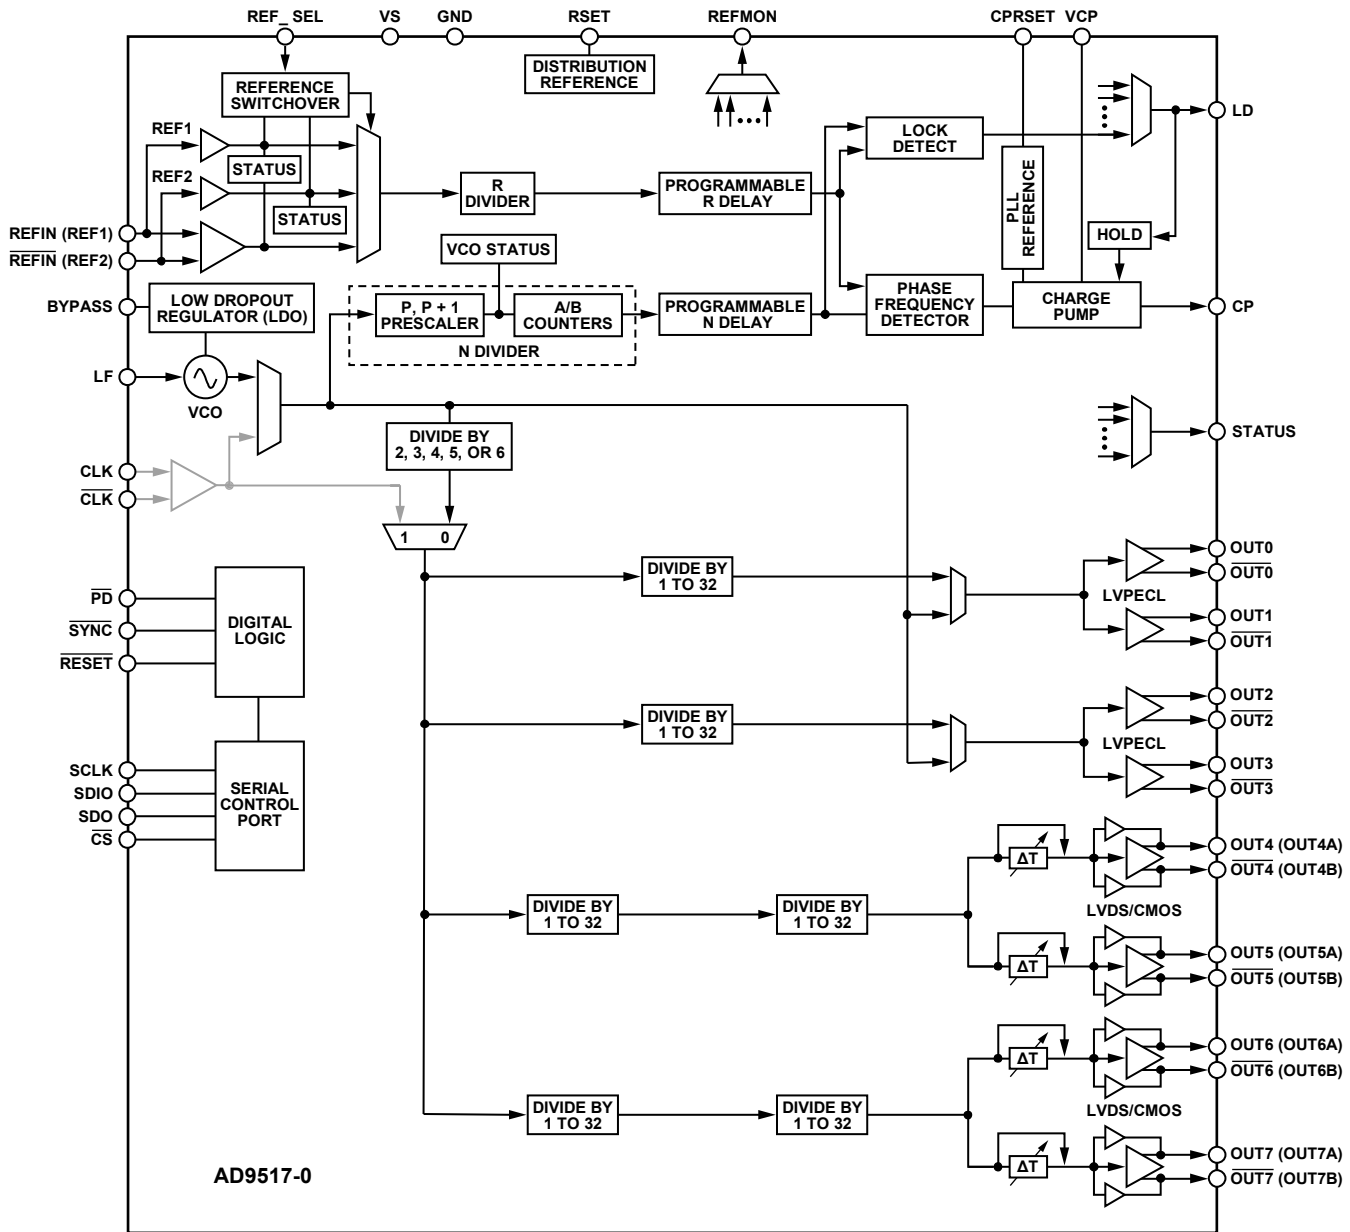 REF_ SEL
VS
GND
RSET
REFMON
CPRSET
VCP
DISTRIBUTION
REFERENCE
REFERENCE
SWITCHOVER
REF1
STATUS
REF2
STATUS
REFIN (REF1)
REFIN (REF2)
R
DIVIDER
PROGRAMMABLE
R DELAY
LOCK
DETECT
PLL
REFERENCE
LD
HOLD
VCO STATUS
BYPASS
LOW DROPOUT
REGULATOR (LDO)
P, P + 1
PRESCALER
A/B
COUNTERS
N DIVIDER
PROGRAMMABLE
N DELAY
PHASE
FREQUENCY
DETECTOR
CHARGE
PUMP
CP
LF
VCO
STATUS
DIVIDE BY
2, 3, 4, 5, OR 6
CLK
CLK
1 0
DIVIDE BY
1 TO 32
LVPECL
OUT0
OUT0
OUT1
OUT1
PD
SYNC
RESET
DIGITAL
LOGIC
DIVIDE BY
1 TO 32
LVPECL
OUT2
OUT2
OUT3
OUT3
SCLK
SDIO
SDO
CS
SERIAL
CONTROL
PORT
DIVIDE BY
1 TO 32
DIVIDE BY
1 TO 32
ΔT
OUT4 (OUT4A)
OUT4 (OUT4B)
LVDS/CMOS
ΔT
OUT5 (OUT5A)
OUT5 (OUT5B)
DIVIDE BY
1 TO 32
DIVIDE BY
1 TO 32
ΔT
OUT6 (OUT6A)
OUT6 (OUT6B)
LVDS/CMOS
ΔT
OUT7 (OUT7A)
OUT7 (OUT7B)
AD9517-0